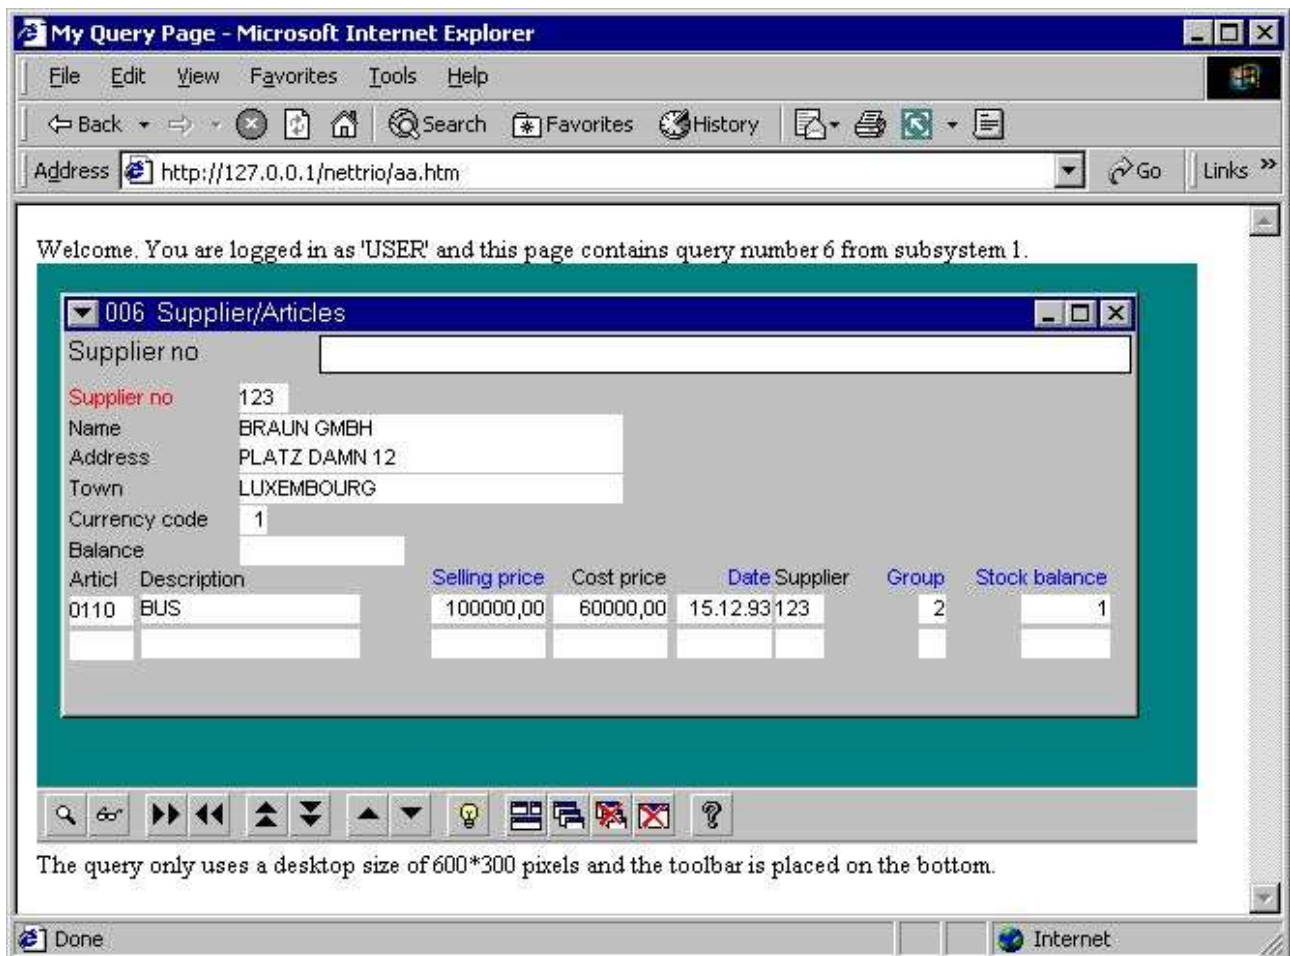 My Query Page - Microsoft Internet Explorer
File Edit View Favorites Tools Help
Back Search Favorites History
Address http://127.0.0.1/nettrio/aa.htm Go Links »
Welcome. You are logged in as 'USER' and this page contains query number 6 from subsystem 1.
006 Supplier/Articles
Supplier no
Supplier no 123
Name BRAUN GMBH
Address PLATZ DAMN 12
Town LUXEMBOURG
Currency code 1
Balance
Articl Description Selling price Cost price Date Supplier Group Stock balance
0110 BUS 100000,00 60000,00 15.12.93 123 2 1
The query only uses a desktop size of 600*300 pixels and the toolbar is placed on the bottom.
Done Internet